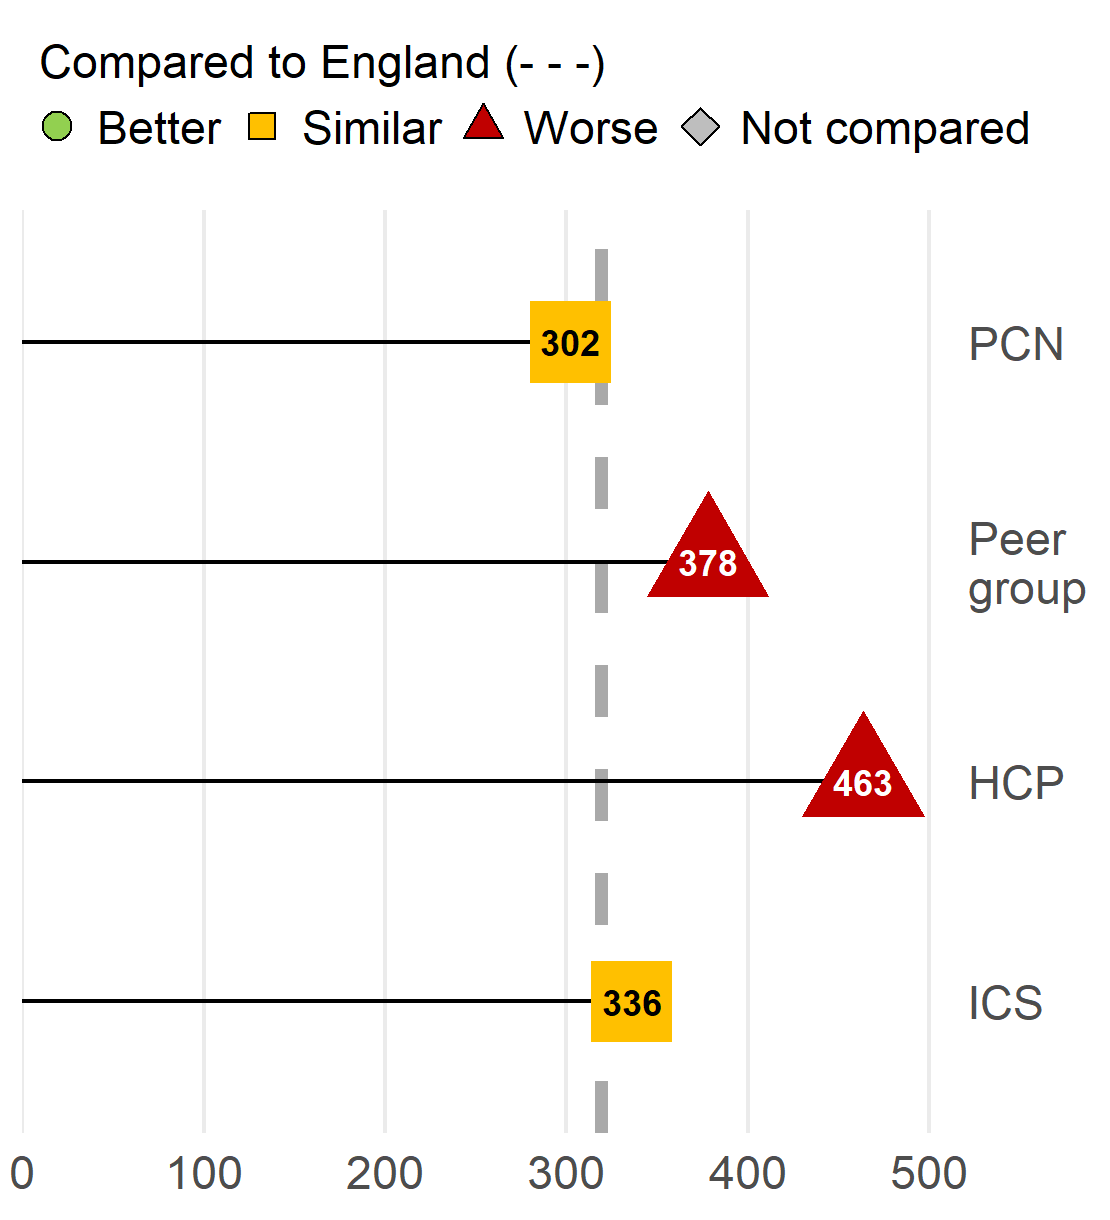 Compared to England (- - -)
Better Similar Worse Not compared
302 PCN
378 Peer
group
463 HCP
336 ICS
0 100 200 300 400 500